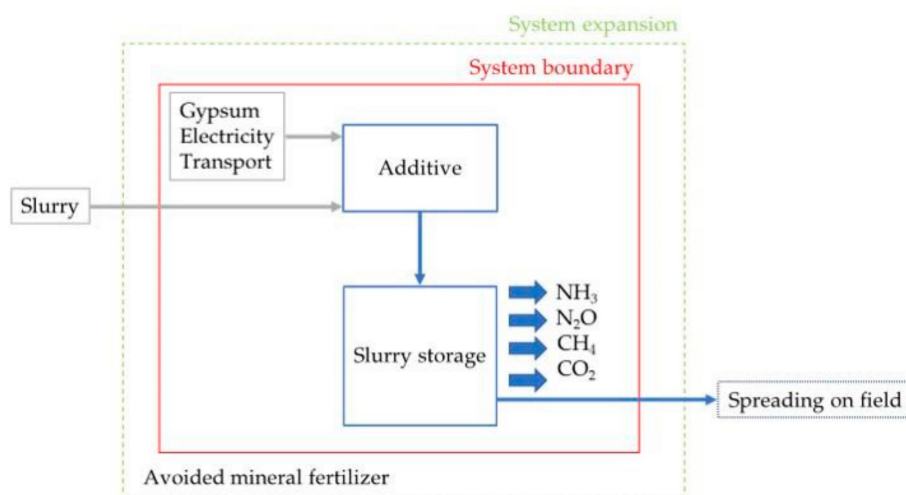 System expansion
System boundary
Gypsum
Electricity
Transport
Additive
Slurry
Slurry storage
NH₃
N₂O
CH₄
CO₂
Spreading on field
Avoided mineral fertilizer